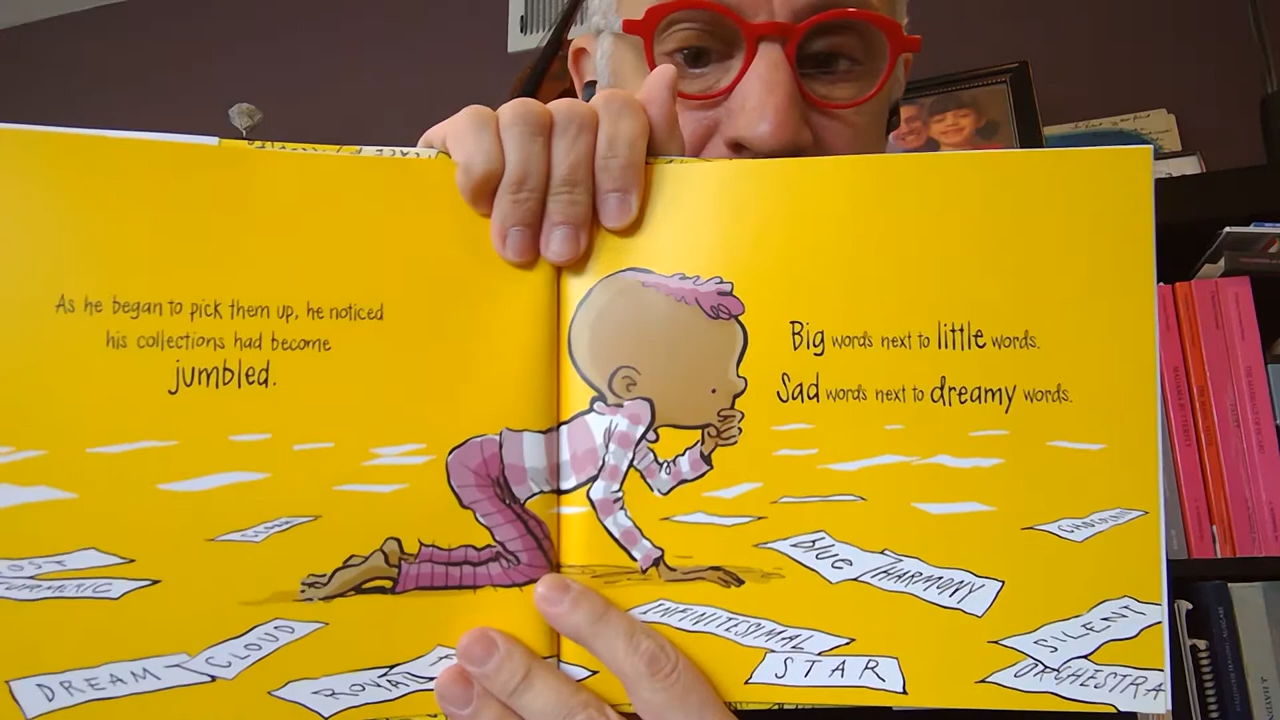 As he began to pick them up, he noticed
his collections had become
jumbled.
Big words next to little words.
Sad words next to dreamy words.
blue
HARMONY
INFINITESIMAL
STAR
SILENT
ORCHESTRA
DREAM
CLOUD
ROYAL